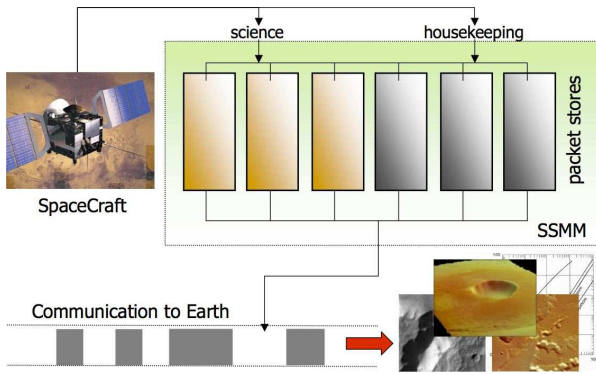 science
housekeeping
packet stores
SpaceCraft
SSMM
Communication to Earth